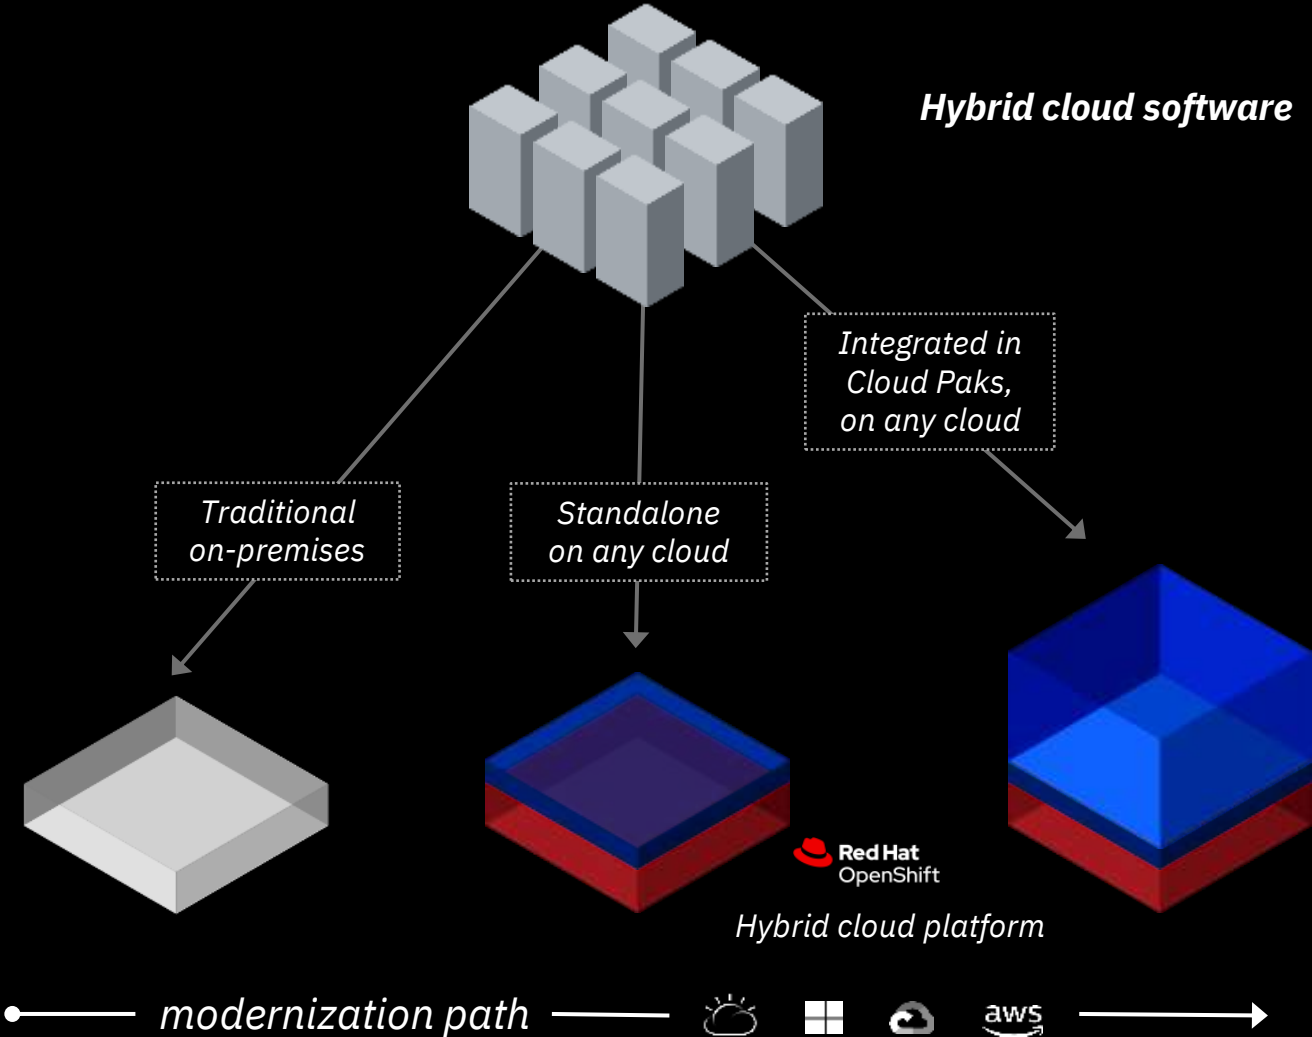 Hybrid cloud software
Integrated in
Cloud Paks,
on any cloud
Traditional
on-premises
Standalone
on any cloud
Red Hat
OpenShift
Hybrid cloud platform
modernization path
aws